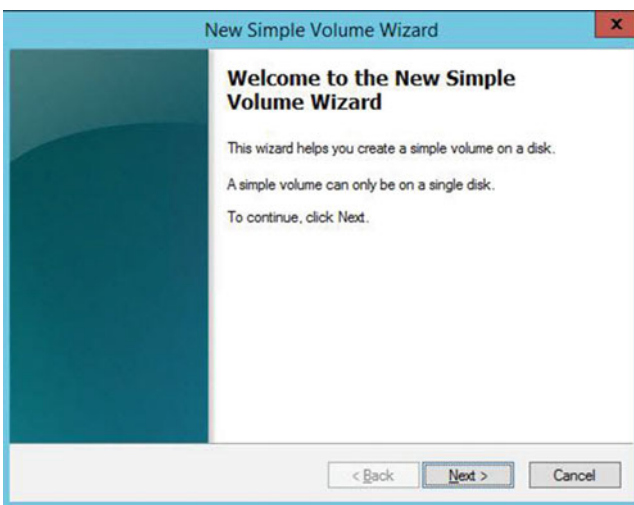 New Simple Volume Wizard
x
Welcome to the New Simple
Volume Wizard
This wizard helps you create a simple volume on a disk.
A simple volume can only be on a single disk.
To continue, click Next.
< Back Next > Cancel